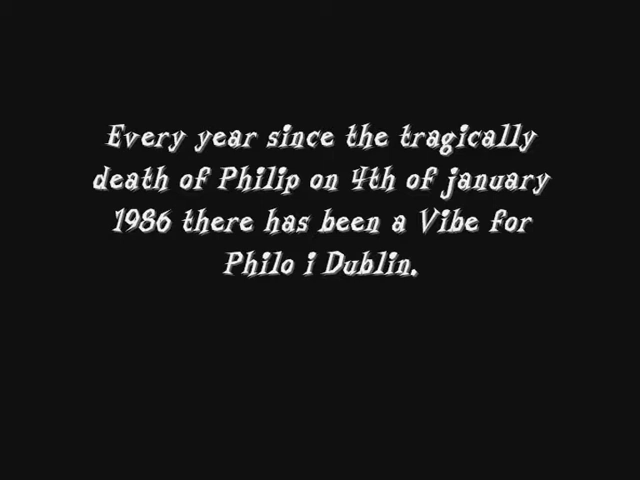 Every year since the tragically
death of Philip on 4th of january
1986 there has been a Vibe for
Philo i Dublin.